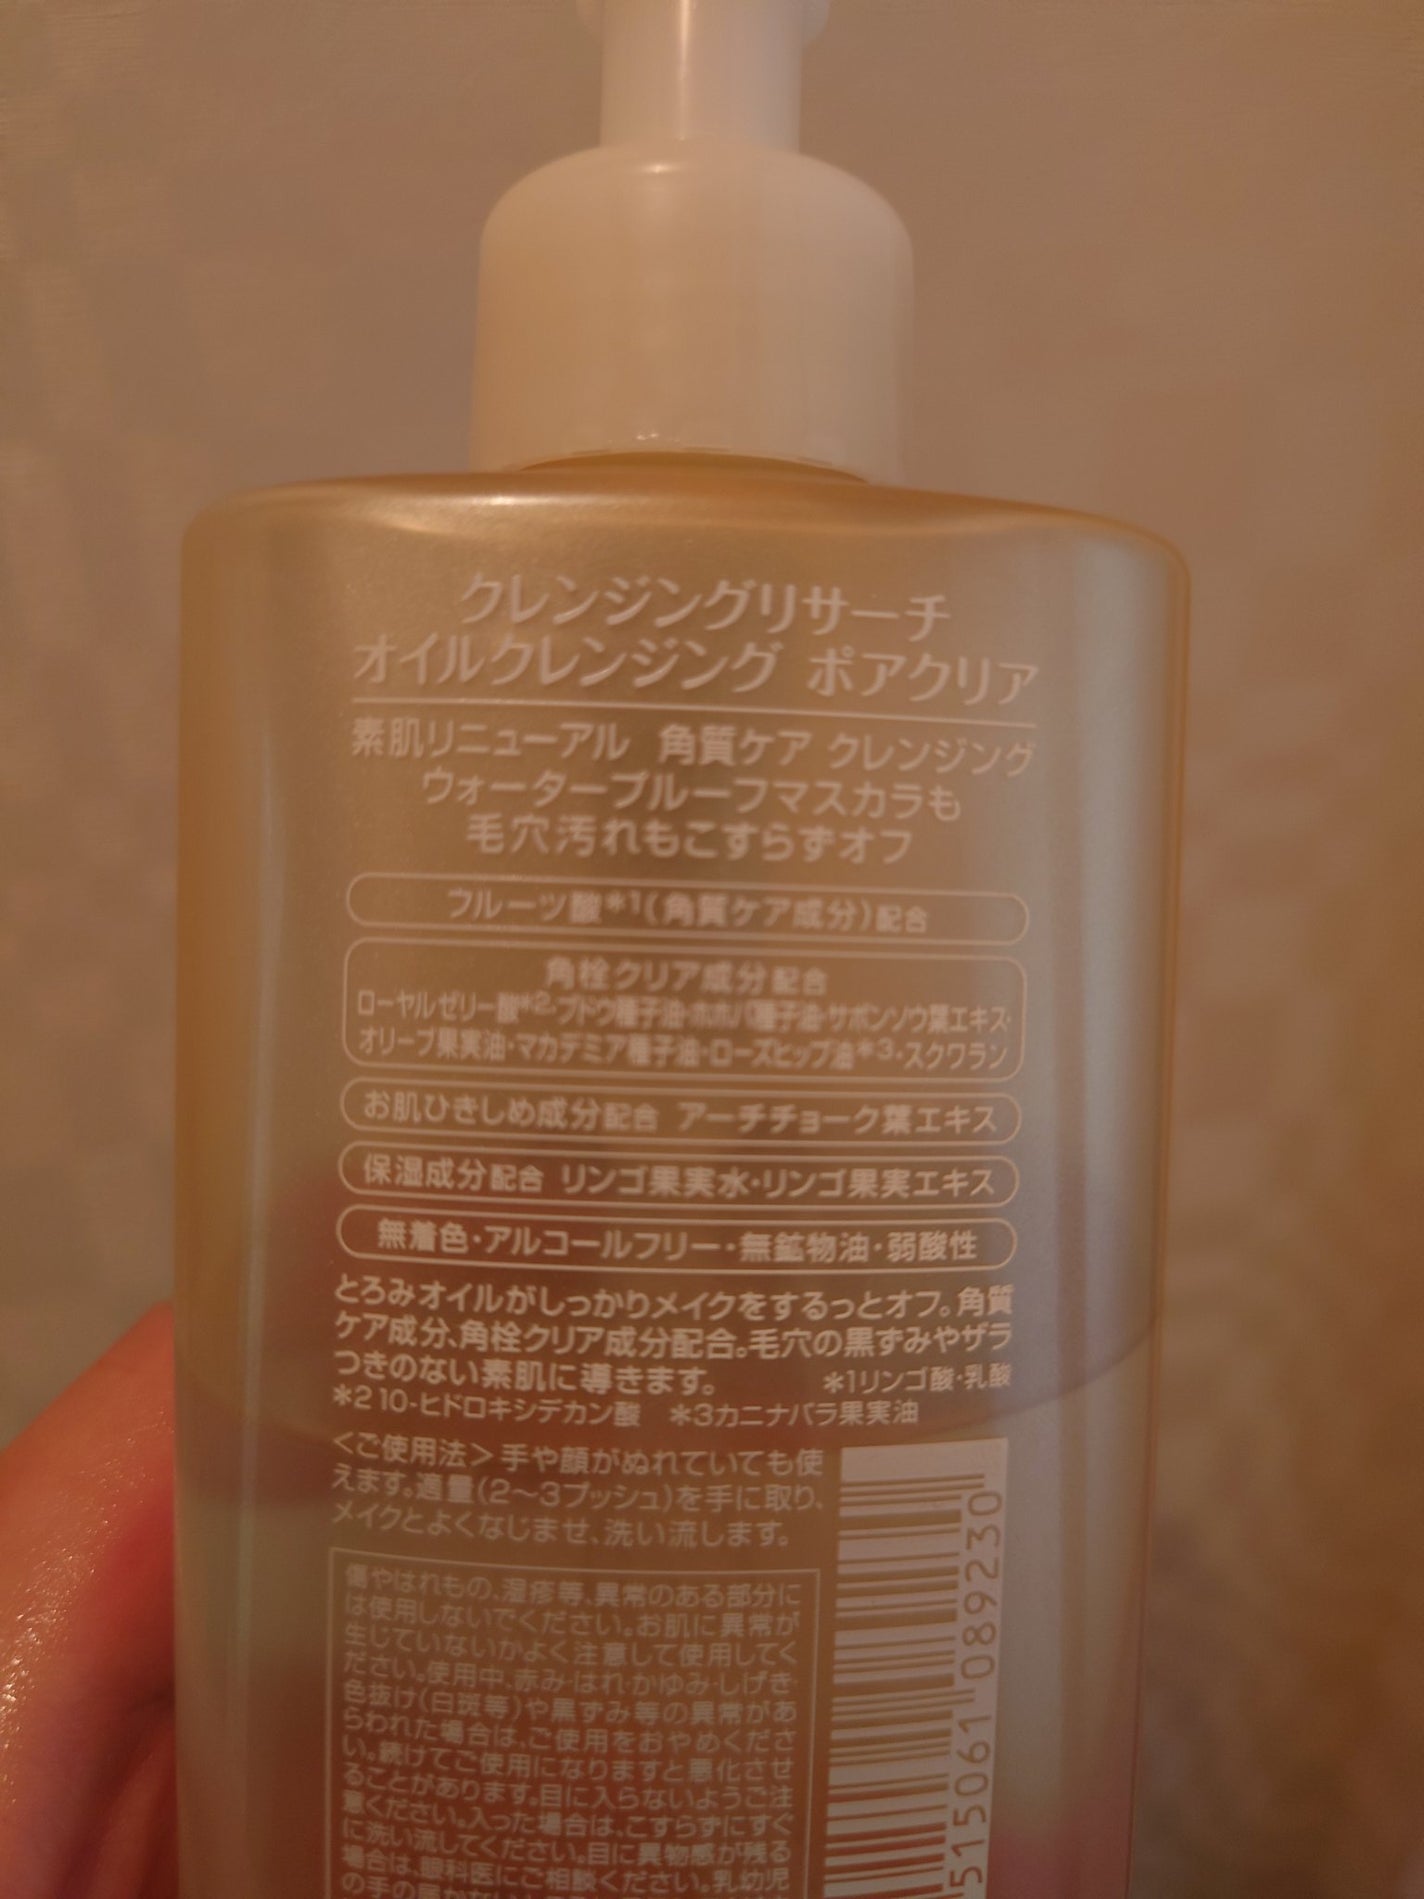 クレンジングリサーチ
オイルクレンジング ポアクリア
素肌リニューアル 角質ケア クレンジング
ウォータープルーフマスカラも
毛穴汚れもこすらずオフ
フルーツ酸*1(角質ケア成分)配合
角栓クリア成分配合
ローヤルゼリー酸*2・ブドウ種子油・ホホバ種子油・サボンソウ葉エキス・
オリーブ果実油・マカデミア種子油・ローズヒップ油*3・スクワラン
お肌ひきしめ成分配合 アーチチョーク葉エキス
保湿成分配合 リンゴ果実水・リンゴ果実エキス
無着色・アルコールフリー・無鉱物油・弱酸性
とろみオイルがしっかりメイクをするっとオフ。角質
ケア成分、角栓クリア成分配合。毛穴の黒ずみやザラ
つきのない素肌に導きます。 *1リンゴ酸・乳酸
*2 10-ヒドロキシデカン酸 *3カニナバラ果実油
<ご使用法>手や顔がぬれていても使
えます。適量(2〜3プッシュ)を手に取り、
メイクとよくなじませ、洗い流します。
傷やはれもの、湿疹等、異常のある部分に
は使用しないでください。お肌に異常が
生じていないかよく注意して使用してく
ださい。使用中、赤み・はれ・かゆみ・しげき・
色抜け(白斑等)や黒ずみ等の異常があ
らわれた場合は、ご使用をおやめくださ
い。続けてご使用になりますと悪化させ
ることがあります。目に入らないようご注
意ください。入った場合は、こすらずにすぐ
に洗い流してください。目に異物感が残る
場合は、眼科医にご相談ください。乳幼児
の手の届かない
515061 089230